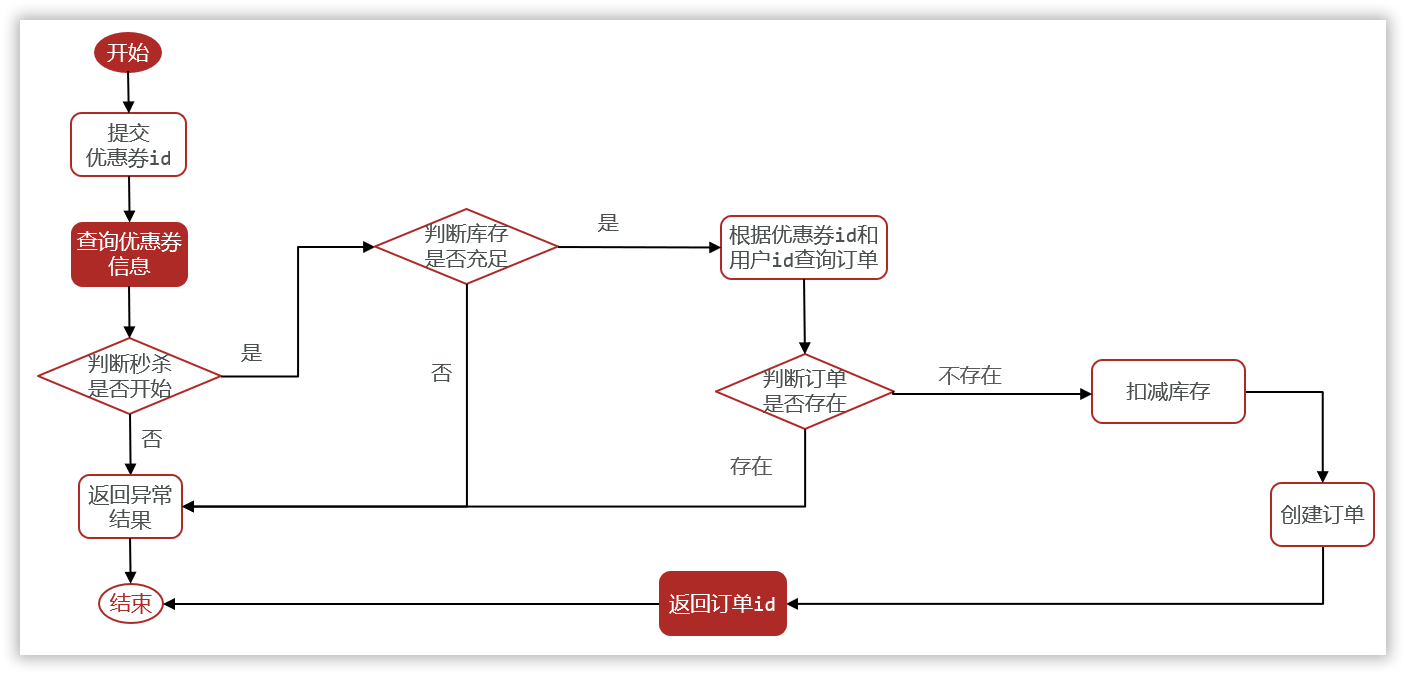 开始
提交
优惠券id
查询优惠券
信息
判断秒杀
是否开始
是
否
返回异常
结果
结束
判断库存
是否充足
是
否
根据优惠券id和
用户id查询订单
判断订单
是否存在
不存在
存在
扣减库存
创建订单
返回订单id